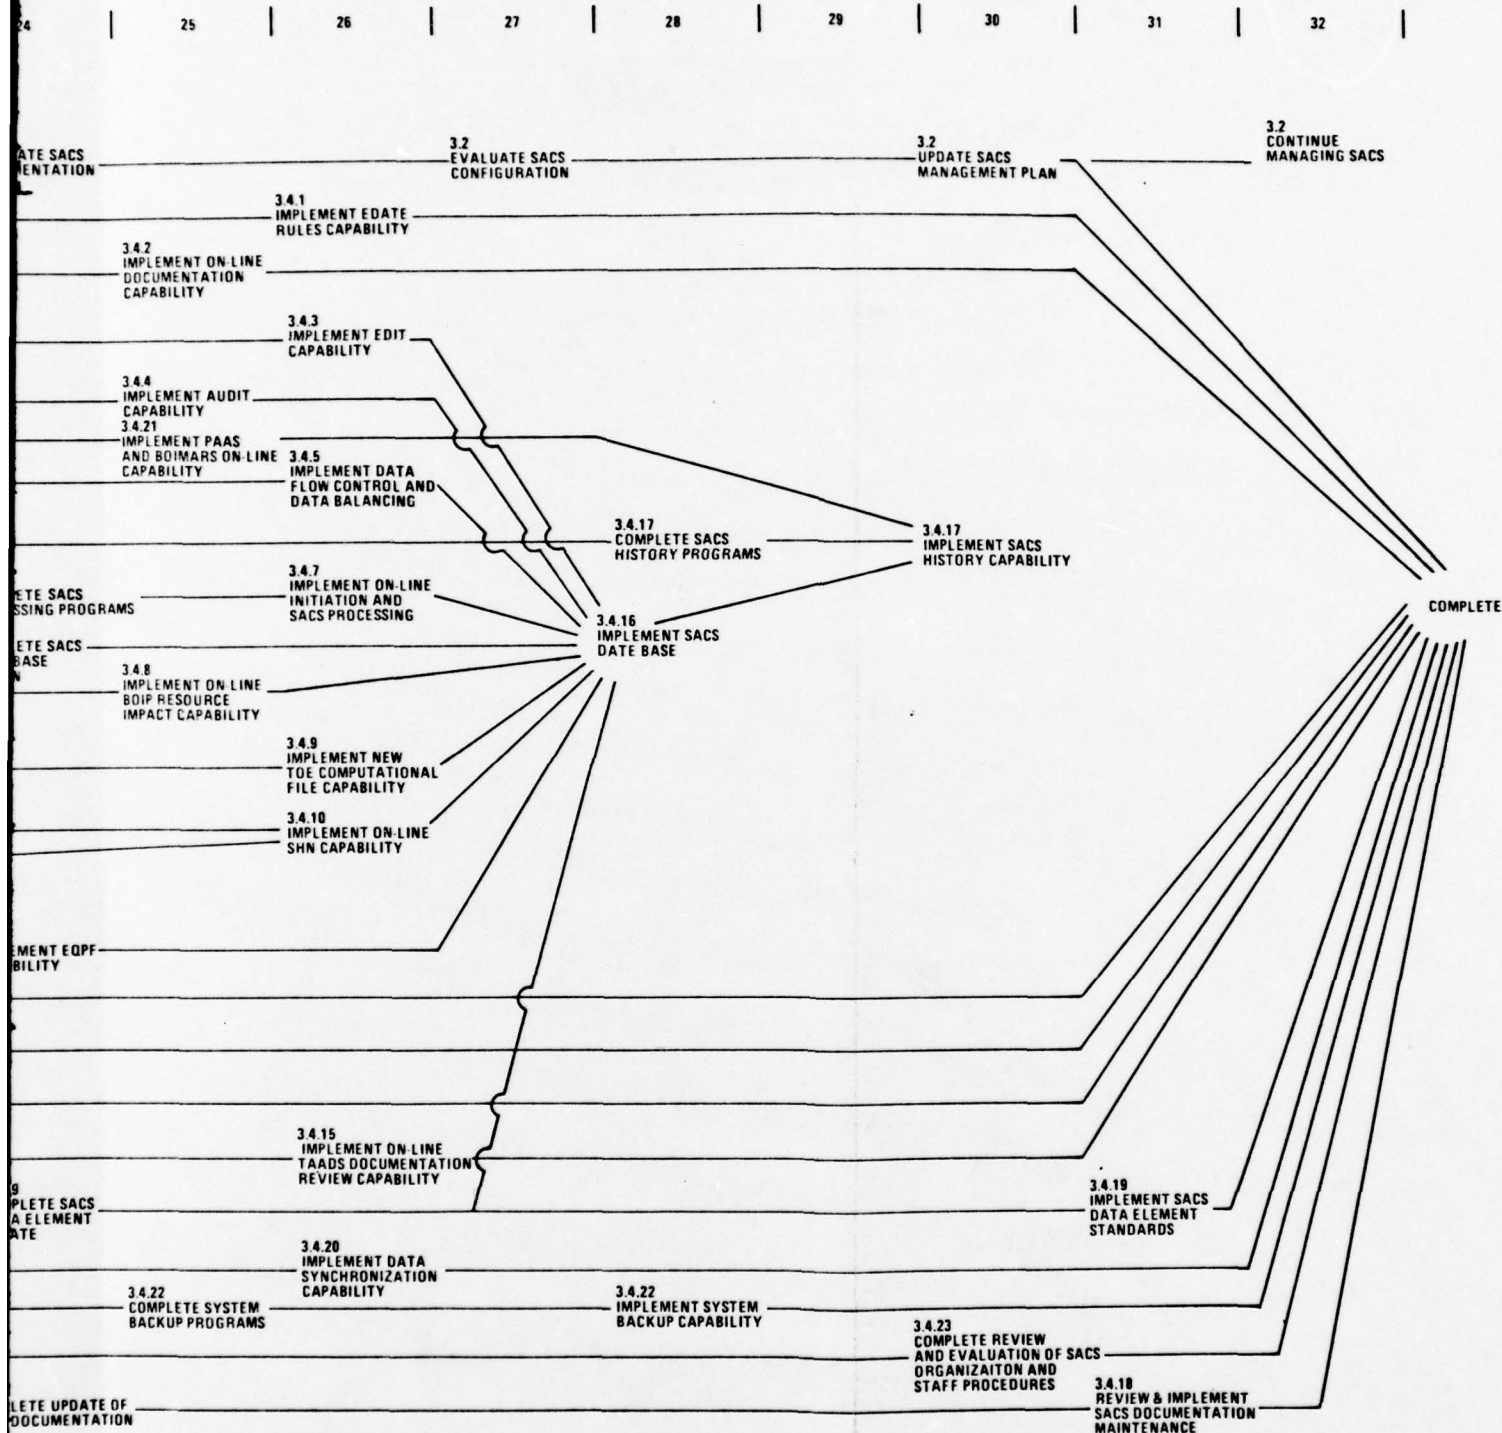 24 | 25 | 26 | 27 | 28 | 29 | 30 | 31 | 32 |
3.2
CONTINUE
MANAGING SACS
3.2
UPDATE SACS
MANAGEMENT PLAN
3.2
EVALUATE SACS
CONFIGURATION
ATE SACS
MENTATION
3.4.1
IMPLEMENT EDATE
RULES CAPABILITY
3.4.2
IMPLEMENT ON-LINE
DOCUMENTATION
CAPABILITY
3.4.3
IMPLEMENT EDIT
CAPABILITY
3.4.4
IMPLEMENT AUDIT
CAPABILITY
3.4.21
IMPLEMENT PAAS
AND BOIMARS ON-LINE
CAPABILITY
3.4.5
IMPLEMENT DATA
FLOW CONTROL AND
DATA BALANCING
3.4.17
COMPLETE SACS
HISTORY PROGRAMS
3.4.17
IMPLEMENT SACS
HISTORY CAPABILITY
ETE SACS
SSING PROGRAMS
3.4.7
IMPLEMENT ON-LINE
INITIATION AND
SACS PROCESSING
COMPLETE
3.4.16
IMPLEMENT SACS
DATE BASE
ETE SACS
BASE
N
3.4.8
IMPLEMENT ON-LINE
BOIP RESOURCE
IMPACT CAPABILITY
3.4.9
IMPLEMENT NEW
TOE COMPUTATIONAL
FILE CAPABILITY
3.4.10
IMPLEMENT ON-LINE
SHN CAPABILITY
EMENT EQPF
BILITY
3.4.15
IMPLEMENT ON-LINE
TAADS DOCUMENTATION
REVIEW CAPABILITY
9
PLETE SACS
A ELEMENT
ATE
3.4.19
IMPLEMENT SACS
DATA ELEMENT
STANDARDS
3.4.20
IMPLEMENT DATA
SYNCHRONIZATION
CAPABILITY
3.4.22
COMPLETE SYSTEM
BACKUP PROGRAMS
3.4.22
IMPLEMENT SYSTEM
BACKUP CAPABILITY
3.4.23
COMPLETE REVIEW
AND EVALUATION OF SACS
ORGANIZAITON AND
STAFF PROCEDURES
3.4.18
REVIEW & IMPLEMENT
SACS DOCUMENTATION
MAINTENANCE
LETE UPDATE OF
DOCUMENTATION